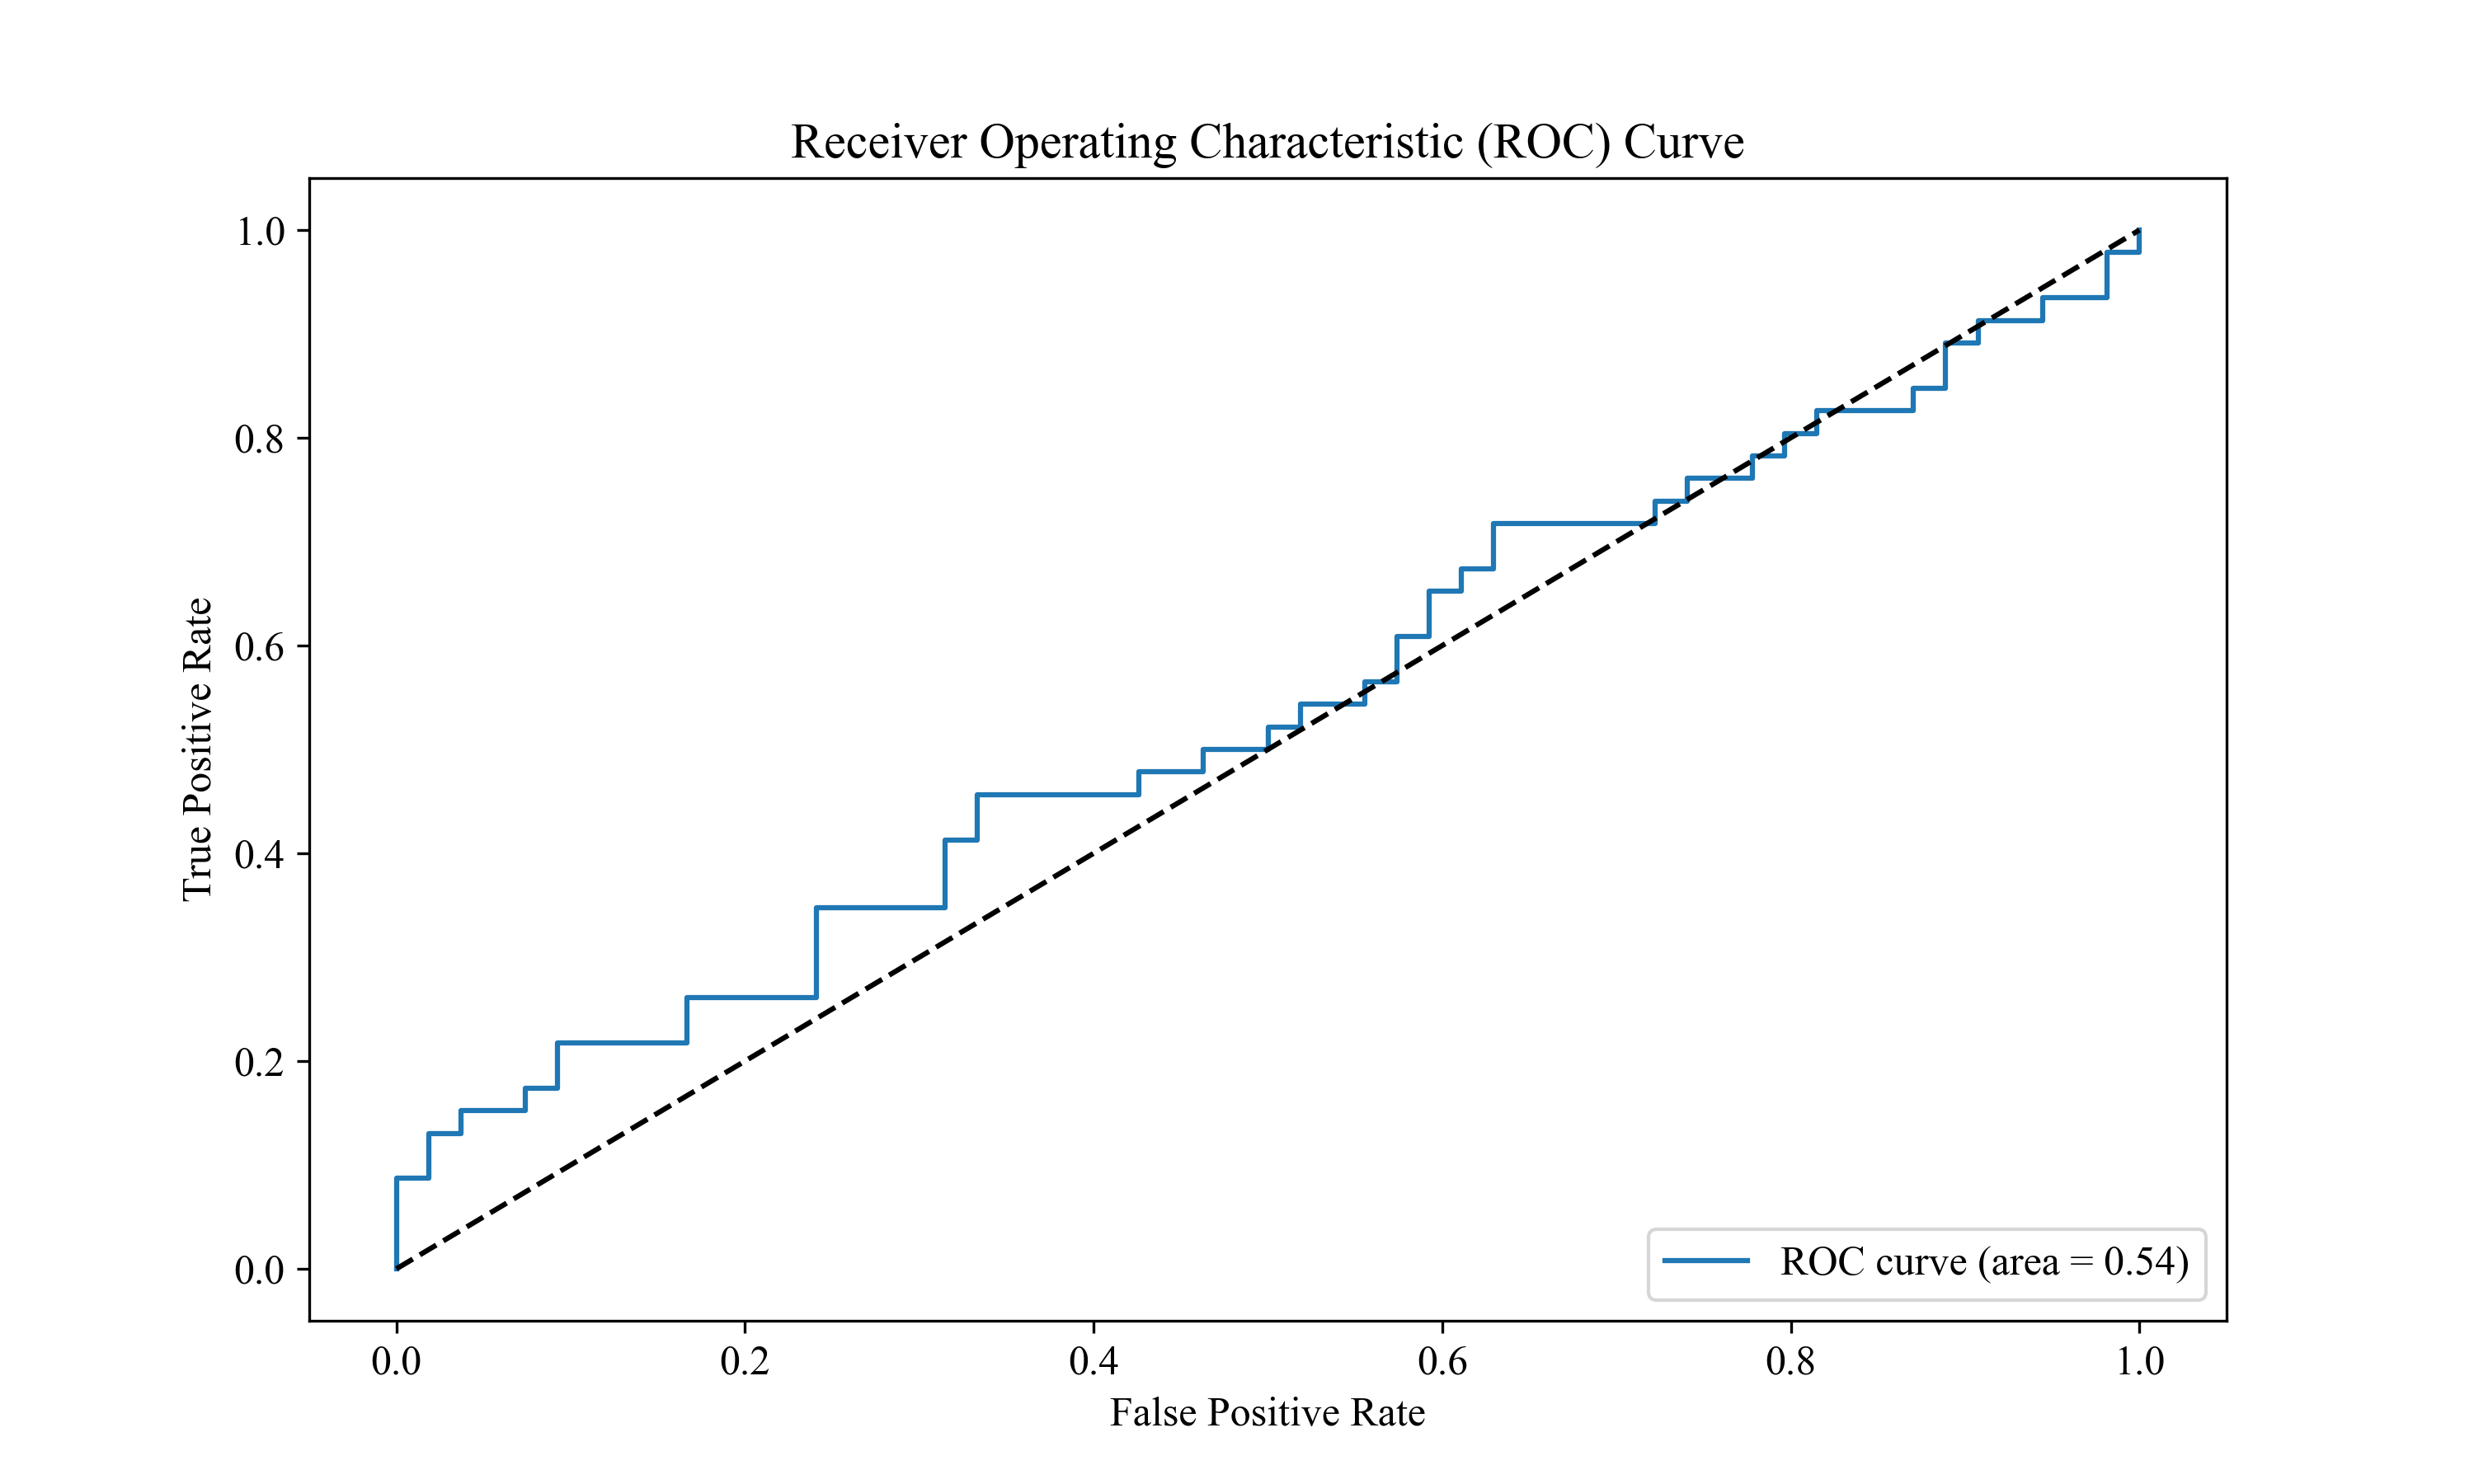 Receiver Operating Characteristic (ROC) Curve
1.0
0.8
0.6
0.4
0.2
0.0
True Positive Rate
ROC curve (area = 0.54)
0.0 0.2 0.4 0.6 0.8 1.0
False Positive Rate